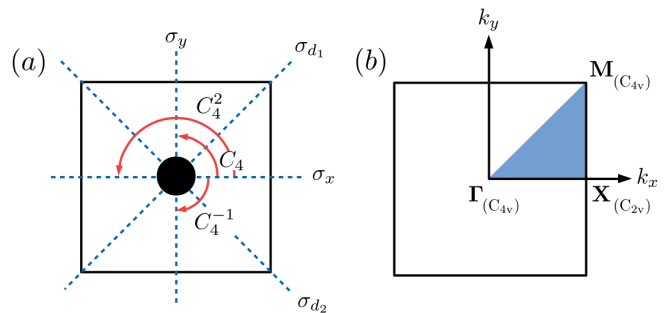 (a)
σ_y
σ_{d_1}
C_4^2
C_4
σ_x
C_4^{-1}
σ_{d_2}
(b)
k_y
M_{(C_{4v})}
Γ_{(C_{4v})}
X_{(C_{2v})}
k_x